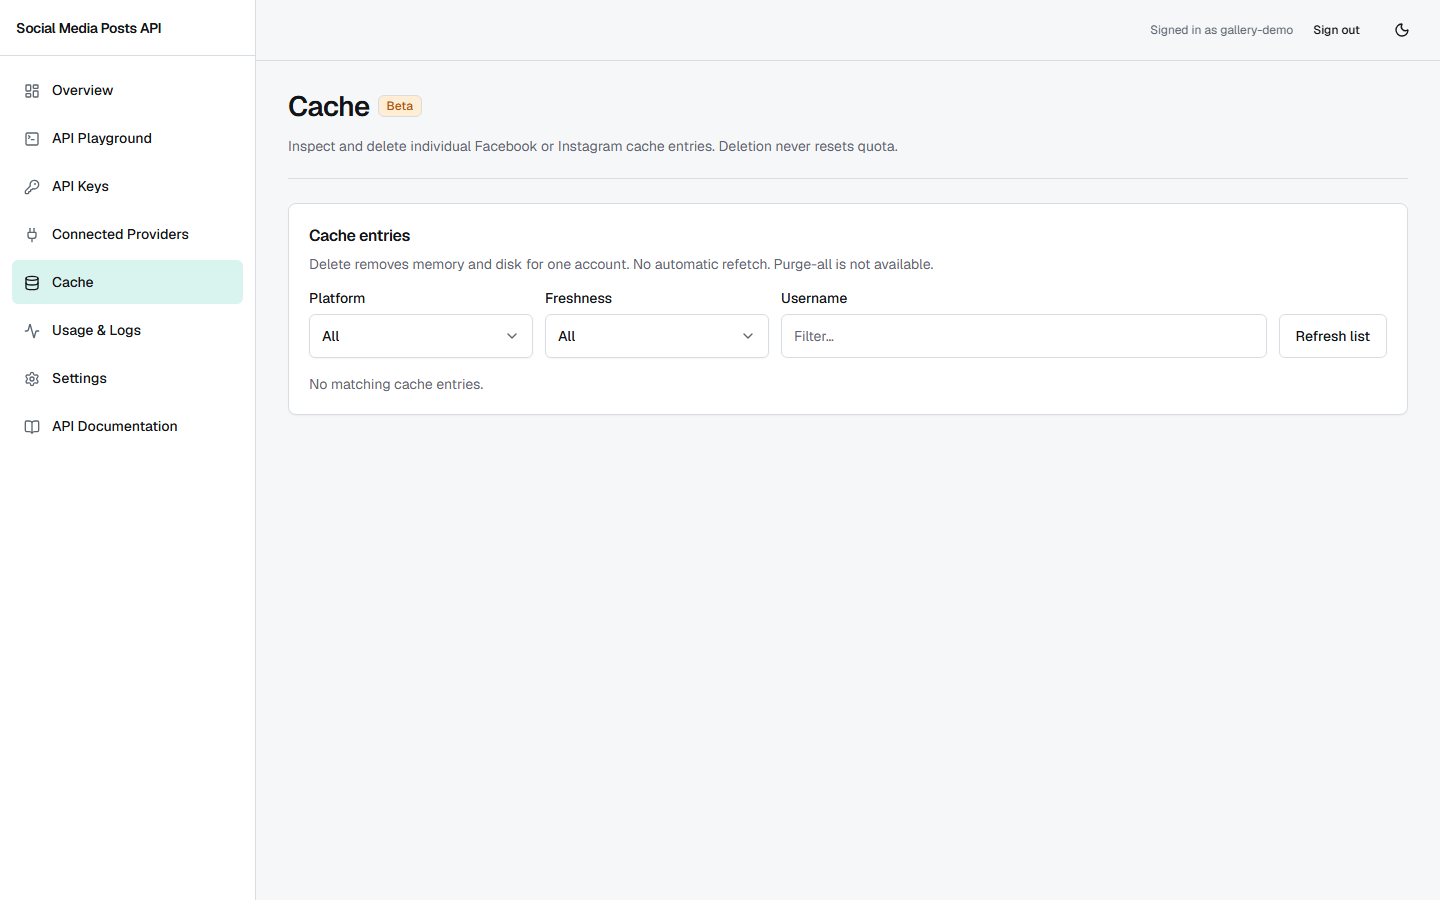 Social Media Posts API
Signed in as gallery-demo
Sign out
Overview
API Playground
API Keys
Connected Providers
Cache
Usage & Logs
Settings
API Documentation
Cache
Beta
Inspect and delete individual Facebook or Instagram cache entries. Deletion never resets quota.
Cache entries
Delete removes memory and disk for one account. No automatic refetch. Purge-all is not available.
Platform
Freshness
Username
All
All
Filter...
Refresh list
No matching cache entries.